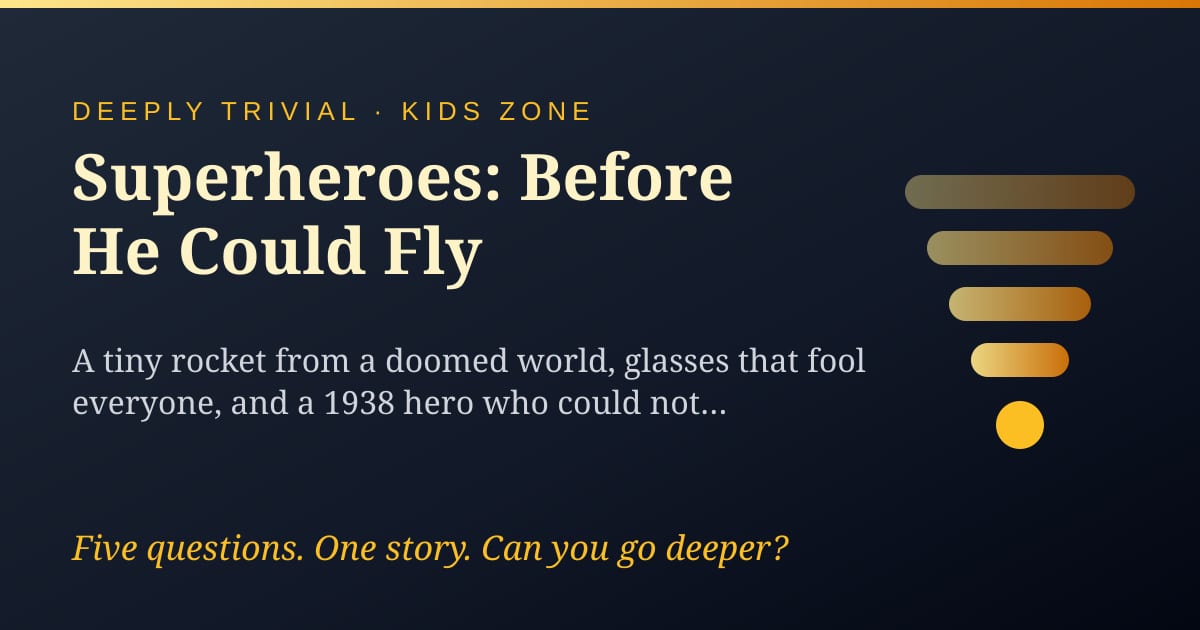 DEEPLY TRIVIAL · KIDS ZONE
Superheroes: Before
He Could Fly
A tiny rocket from a doomed world, glasses that fool
everyone, and a 1938 hero who could not…
Five questions. One story. Can you go deeper?